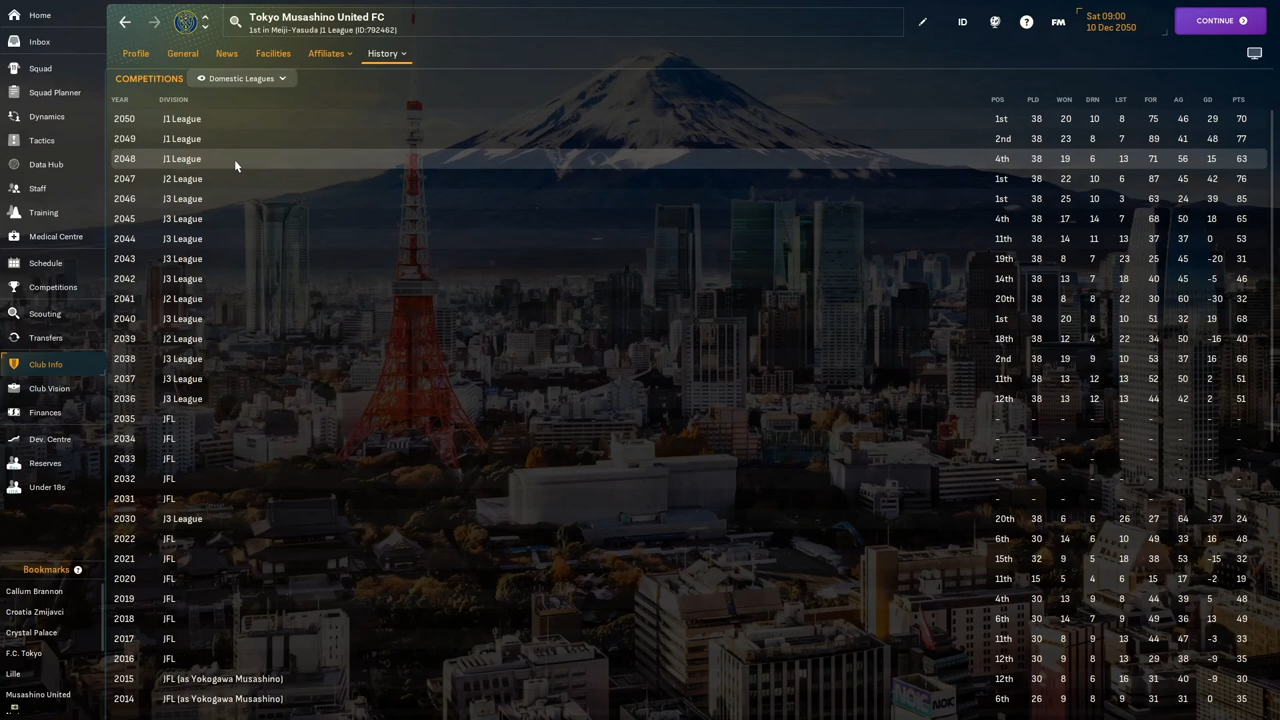 Home
Inbox
Squad
Squad Planner
Dynamics
Tactics
Data Hub
Staff
Training
Medical Centre
Schedule
Competitions
Scouting
Transfers
Club Info
Club Vision
Finances
Dev. Centre
Reserves
Under 18s
Bookmarks ?
Callum Brannon
Croatia Zmijavci
Crystal Palace
F.C. Tokyo
Lille
Musashino United
Tokyo Musashino United FC
1st in Meiji-Yasuda J1 League (ID:792462)
ID ? FM
Sat 09:00
10 Dec 2050
CONTINUE
Profile General News Facilities Affiliates History
COMPETITIONS Domestic Leagues
YEAR DIVISION POS PLD WON DRN LST FOR AG GD PTS
2050 J1 League 1st 38 20 10 8 75 46 29 70
2049 J1 League 2nd 38 23 8 7 89 41 48 77
2048 J1 League 4th 38 19 6 13 71 56 15 63
2047 J2 League 1st 38 22 10 6 87 45 42 76
2046 J3 League 1st 38 25 10 3 63 24 39 85
2045 J3 League 4th 38 17 14 7 68 50 18 65
2044 J3 League 11th 38 14 11 13 37 37 0 53
2043 J3 League 19th 38 8 7 23 25 45 -20 31
2042 J3 League 14th 38 13 7 18 40 45 -5 46
2041 J2 League 20th 38 8 8 22 30 60 -30 32
2040 J3 League 1st 38 20 8 10 51 32 19 68
2039 J2 League 18th 38 12 4 22 34 50 -16 40
2038 J3 League 2nd 38 19 9 10 53 37 16 66
2037 J3 League 11th 38 13 12 13 52 50 2 51
2036 J3 League 12th 38 13 12 13 44 42 2 51
2035 JFL - - - - - - - - -
2034 JFL - - - - - - - - -
2033 JFL - - - - - - - - -
2032 JFL - - - - - - - - -
2031 JFL - - - - - - - - -
2030 J3 League 20th 38 6 6 26 27 64 -37 24
2022 JFL 6th 30 14 6 10 49 33 16 48
2021 JFL 15th 32 9 5 18 38 53 -15 32
2020 JFL 11th 15 5 4 6 15 17 -2 19
2019 JFL 4th 30 13 9 8 44 39 5 48
2018 JFL 6th 30 14 7 9 49 36 13 49
2017 JFL 11th 30 8 9 13 44 47 -3 33
2016 JFL 12th 30 9 8 13 29 38 -9 35
2015 JFL (as Yokogawa Musashino) 12th 30 8 6 16 31 40 -9 30
2014 JFL (as Yokogawa Musashino) 6th 26 9 8 9 31 31 0 35